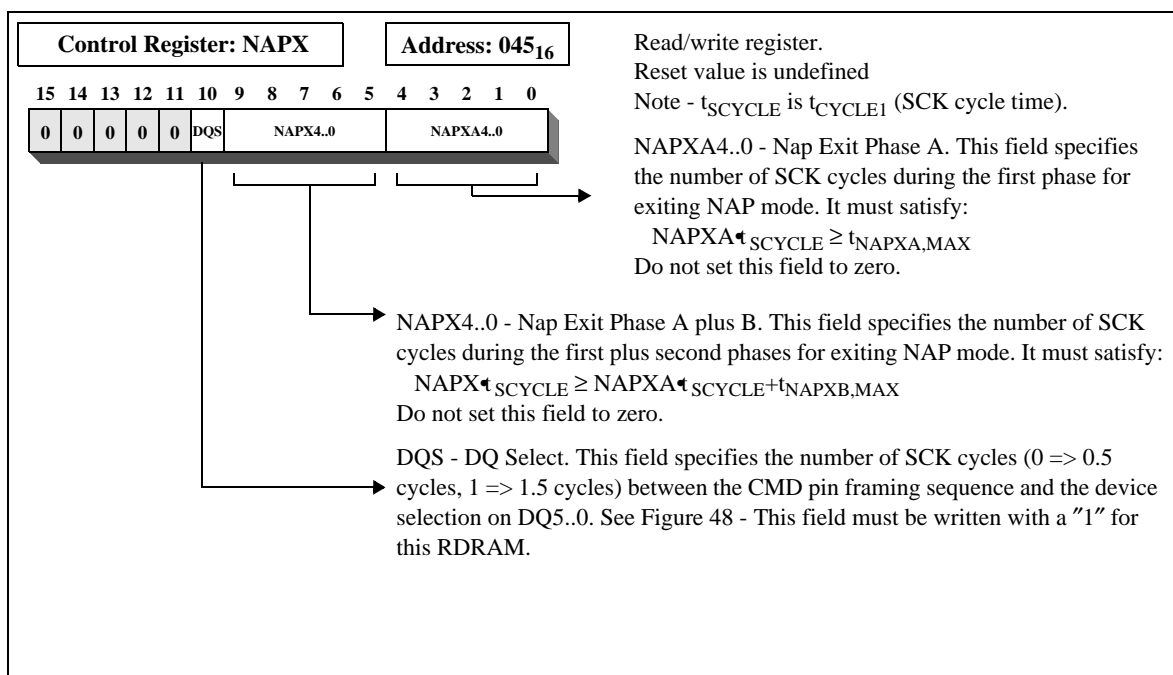 Control Register: NAPX
Address: 045₁₆
15 14 13 12 11 10 9 8 7 6 5 4 3 2 1 0
0 0 0 0 0 DQS NAPX4..0 NAPXA4..0
Read/write register.
Reset value is undefined
Note - tSCYCLE is tCYCLE1 (SCK cycle time).
NAPXA4..0 - Nap Exit Phase A. This field specifies
the number of SCK cycles during the first phase for
exiting NAP mode. It must satisfy:
NAPXA•tSCYCLE ≥ tNAPXA,MAX
Do not set this field to zero.
NAPX4..0 - Nap Exit Phase A plus B. This field specifies the number of SCK
cycles during the first plus second phases for exiting NAP mode. It must satisfy:
NAPX•tSCYCLE ≥ NAPXA•tSCYCLE+tNAPXB,MAX
Do not set this field to zero.
DQS - DQ Select. This field specifies the number of SCK cycles (0 => 0.5
cycles, 1 => 1.5 cycles) between the CMD pin framing sequence and the device
selection on DQ5..0. See Figure 48 - This field must be written with a ″1″ for
this RDRAM.